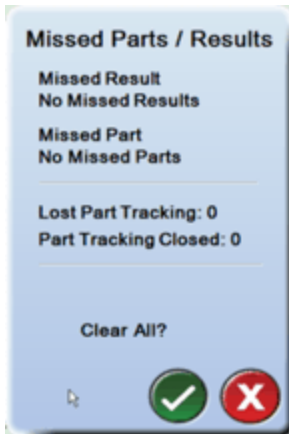 Missed Parts / Results
Missed Result
No Missed Results
Missed Part
No Missed Parts
Lost Part Tracking: 0
Part Tracking Closed: 0
Clear All?